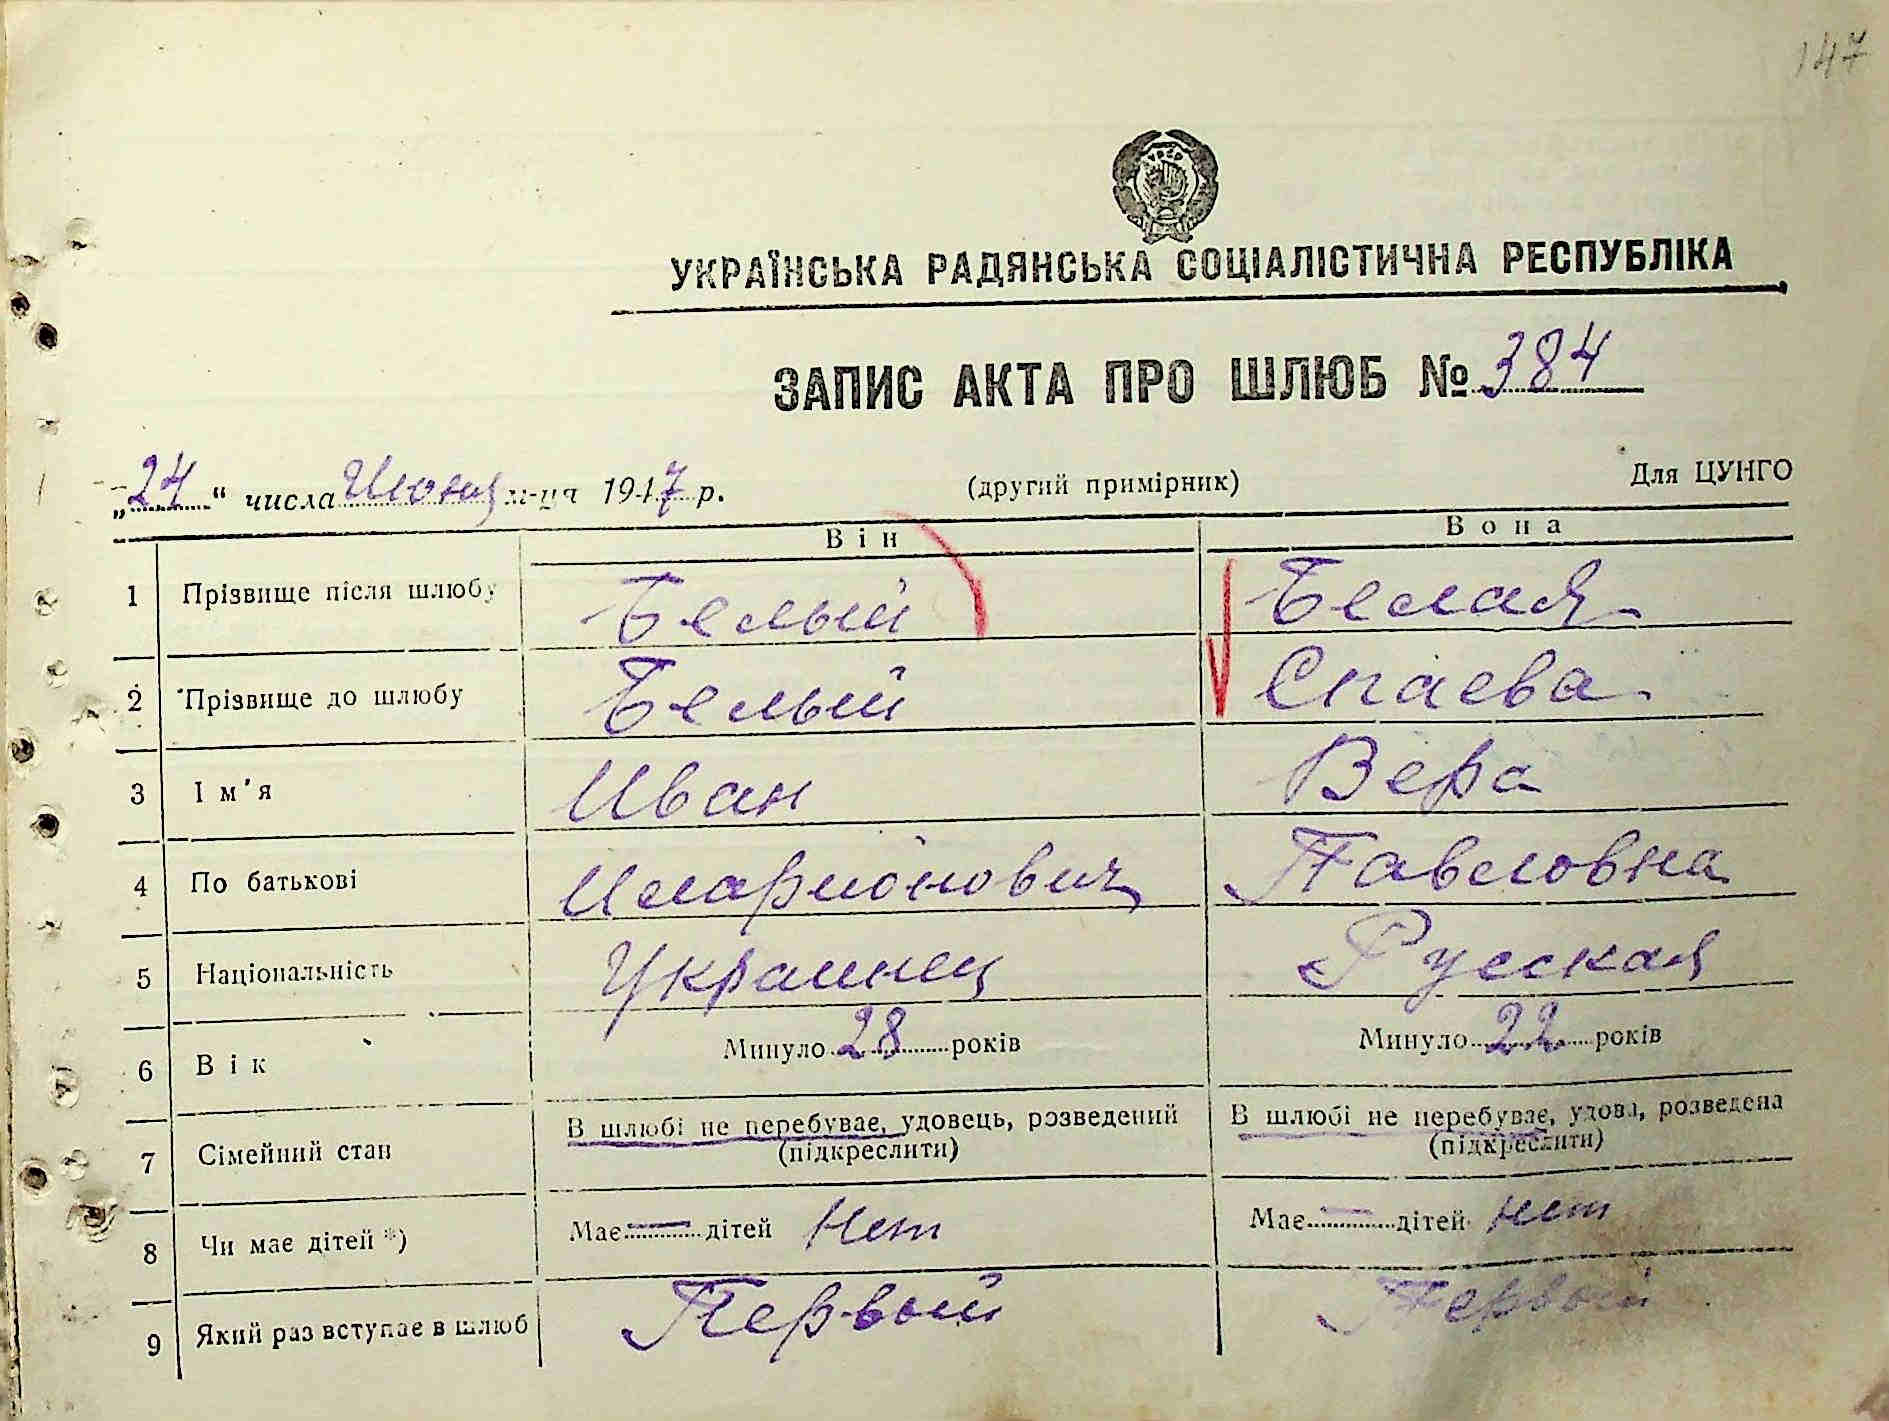 147
УКРАЇНСЬКА РАДЯНСЬКА СОЦІАЛІСТИЧНА РЕСПУБЛІКА
ЗАПИС АКТА ПРО ШЛЮБ № 384
„24“ числа Июня м-ця 1947 р. (другий примірник) Для ЦУНГО
Він Вона
1 Прізвище після шлюбу Белый Белая
2 Прізвище до шлюбу Белый Спаева
3 Ім'я Иван Вера
4 По батькові Иларионович Павловна
5 Національність Украинец Русская
6 Вік Минуло 28 років Минуло 22 років
7 Сімейний стан В шлюбі не перебуває, удовець, розведений (підкреслити) В шлюбі не перебуває, удова, розведена (підкреслити)
8 Чи має дітей *) Має — дітей Нет Має — дітей нет
9 Який раз вступає в шлюб Первый Первый